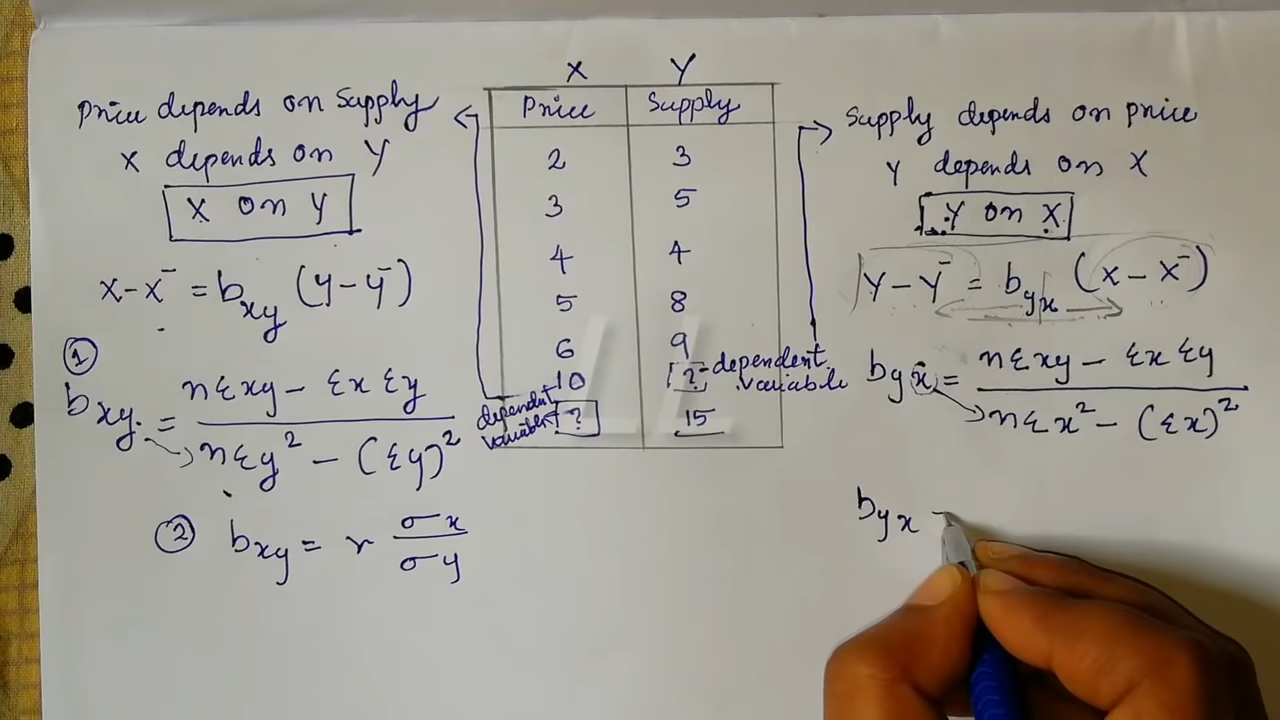 X Y
Price Supply
2 3
3 5
4 4
5 8
6 9
10 ?
? 15
dependent variable
dependent variable
Price depends on Supply
X depends on Y
X on Y
x - x̄ = bxy (y - ȳ)
①
bxy = nΣxy - Σx Σy / nΣy² - (Σy)²
② bxy = r σx / σy
Supply depends on price
Y depends on X
Y on X
Y - Ȳ = byx (x - x̄)
byx = nΣxy - Σx Σy / nΣx² - (Σx)²
byx -
LL